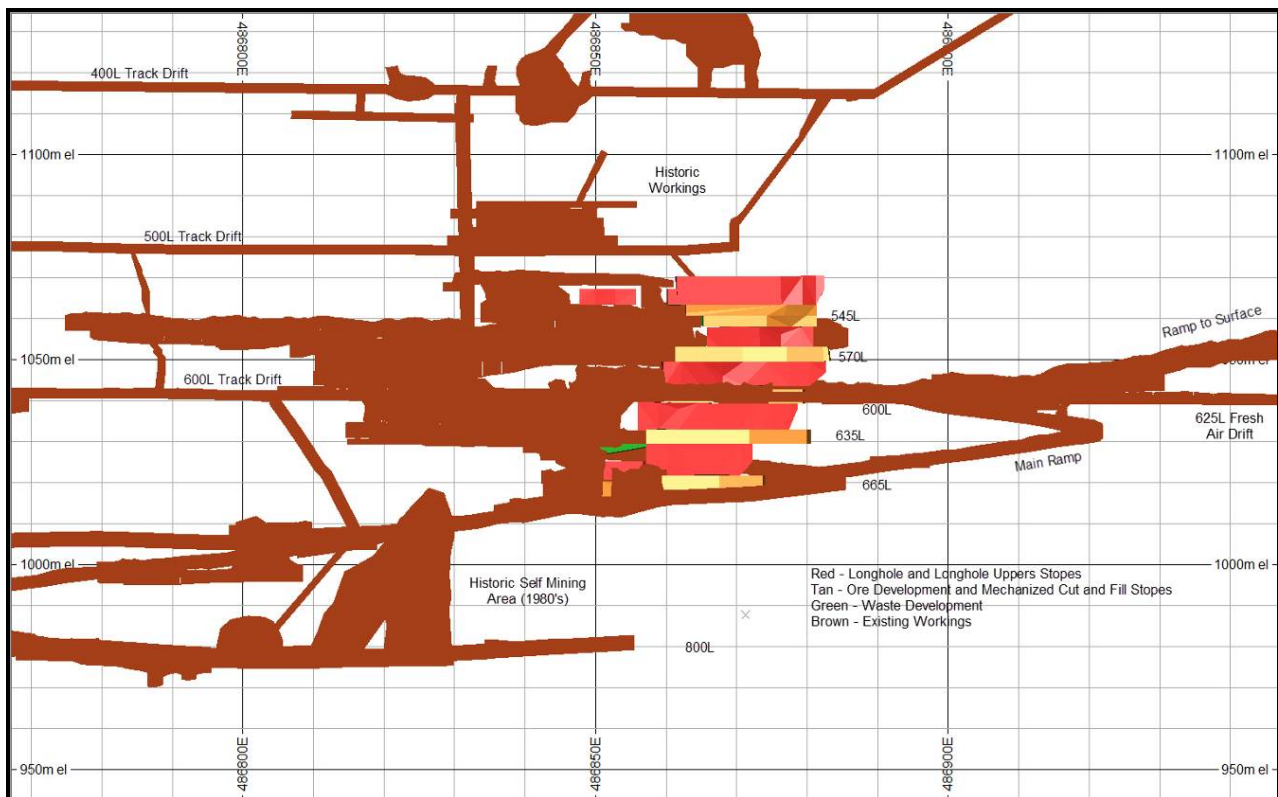 486800E
486850E
486900E
400L Track Drift
1100m el
1100m el
Historic
Workings
500L Track Drift
545L
Ramp to Surface
570L
1050m el
1050m el
600L Track Drift
600L
625L Fresh
Air Drift
635L
Main Ramp
665L
1000m el
1000m el
Historic Self Mining
Area (1980's)
Red - Longhole and Longhole Uppers Stopes
Tan - Ore Development and Mechanized Cut and Fill Stopes
Green - Waste Development
Brown - Existing Workings
800L
486800E
486850E
486900E
950m el
950m el